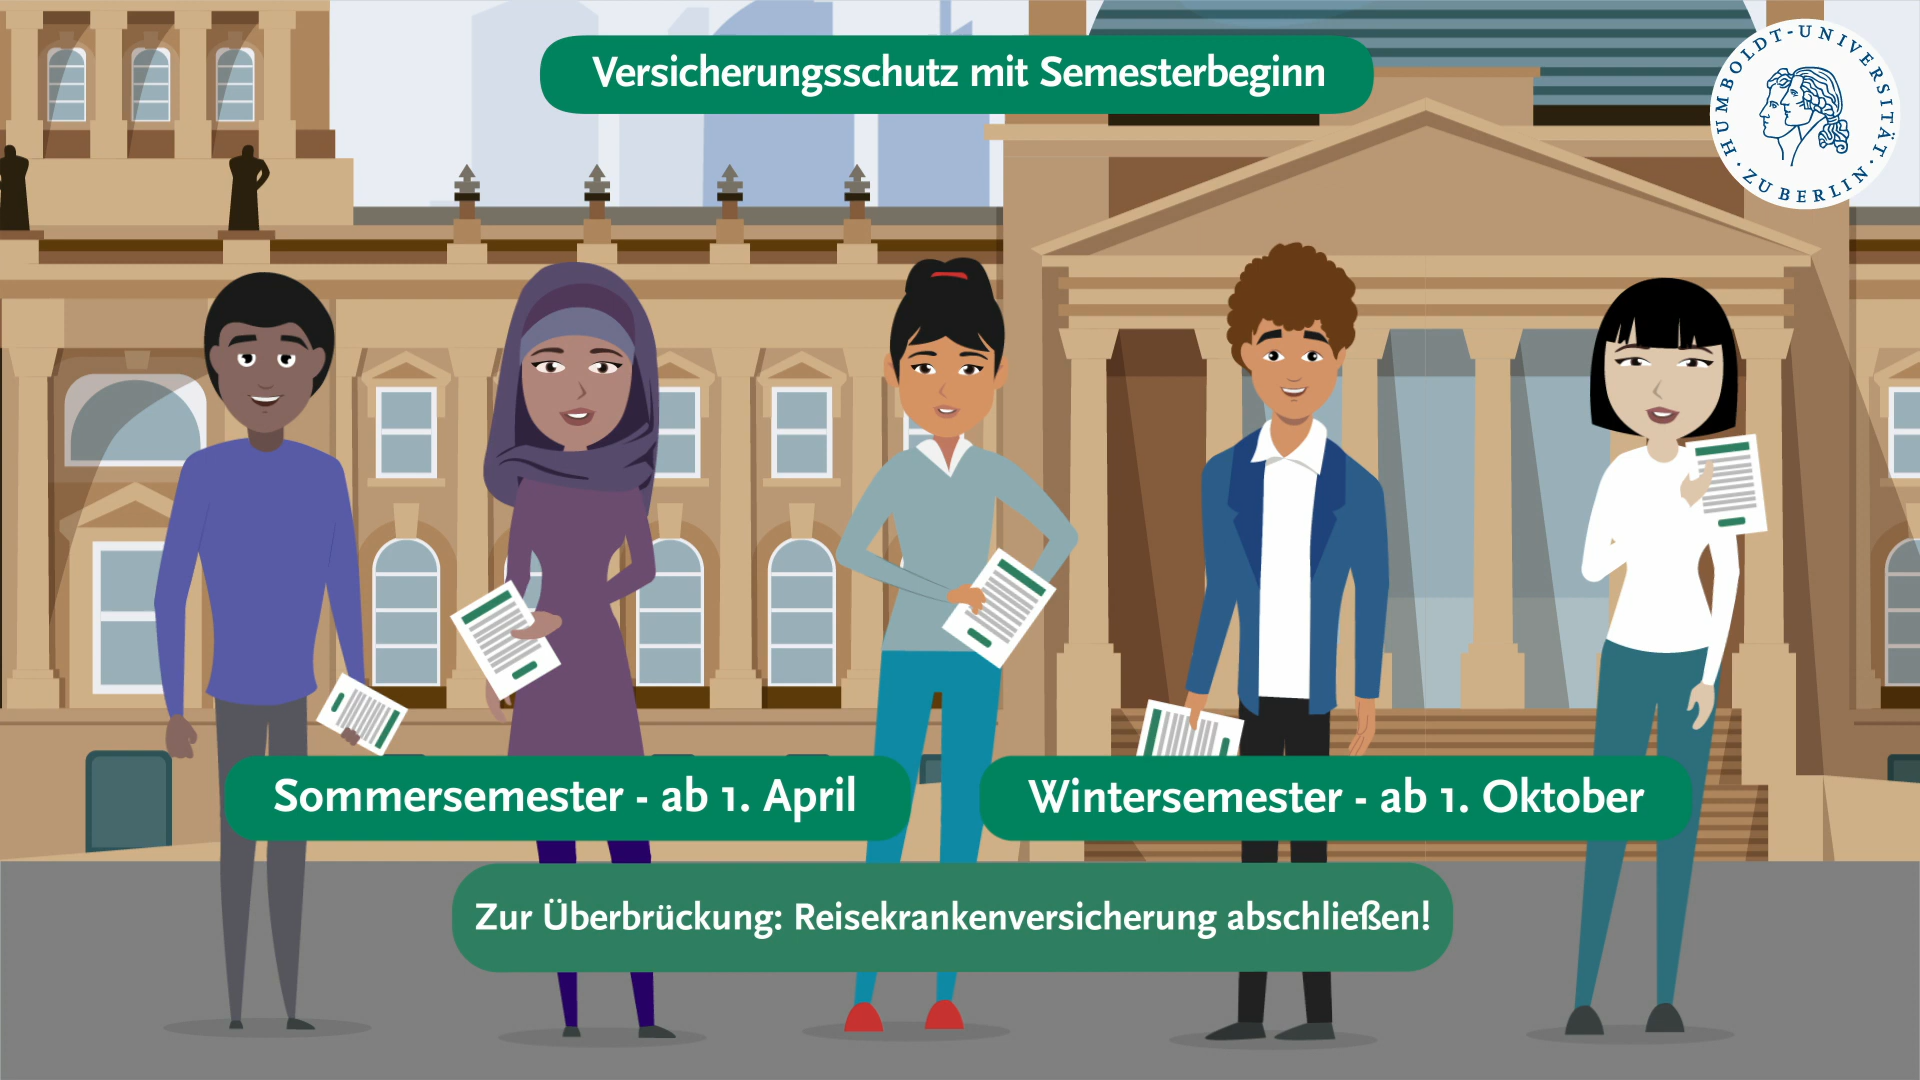 Versicherungsschutz mit Semesterbeginn
HUMBOLDT-UNIVERSITÄT · ZU BERLIN ·
Sommersemester - ab 1. April
Wintersemester - ab 1. Oktober
Zur Überbrückung: Reisekrankenversicherung abschließen!